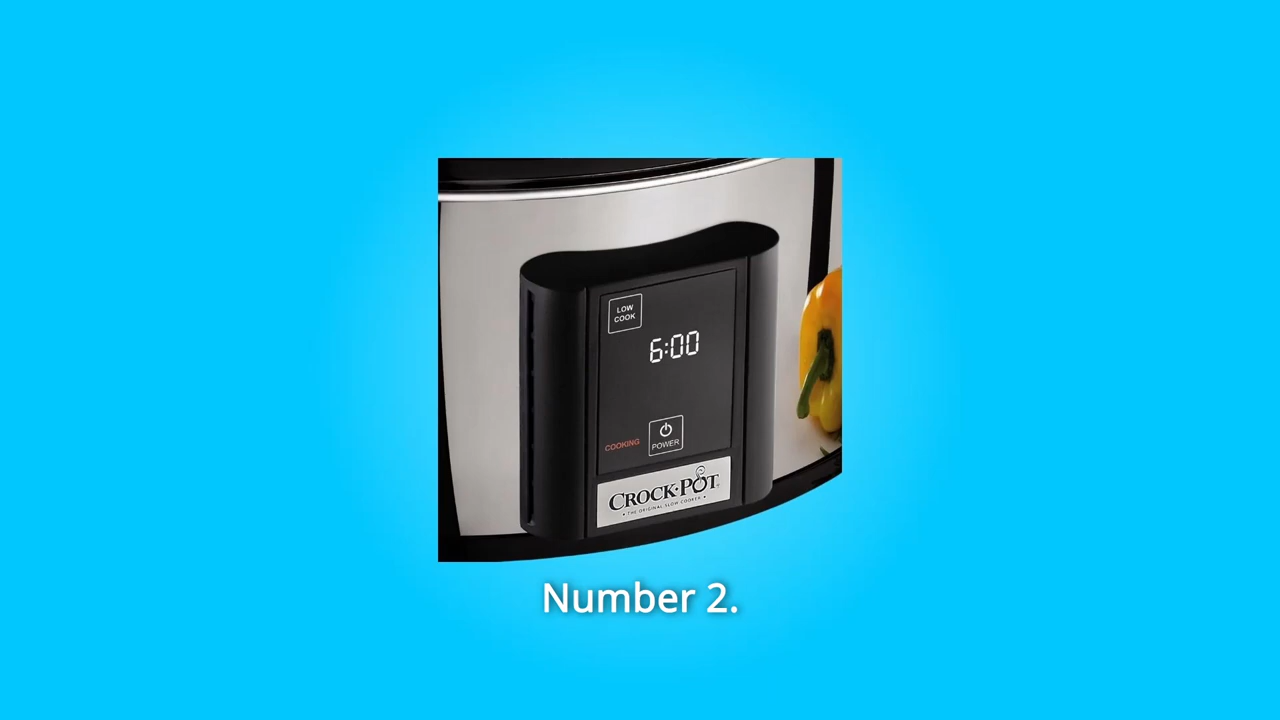 LOW
COOK
6:00
COOKING
POWER
CROCK•POT
• THE ORIGINAL SLOW COOKER •
Number 2.